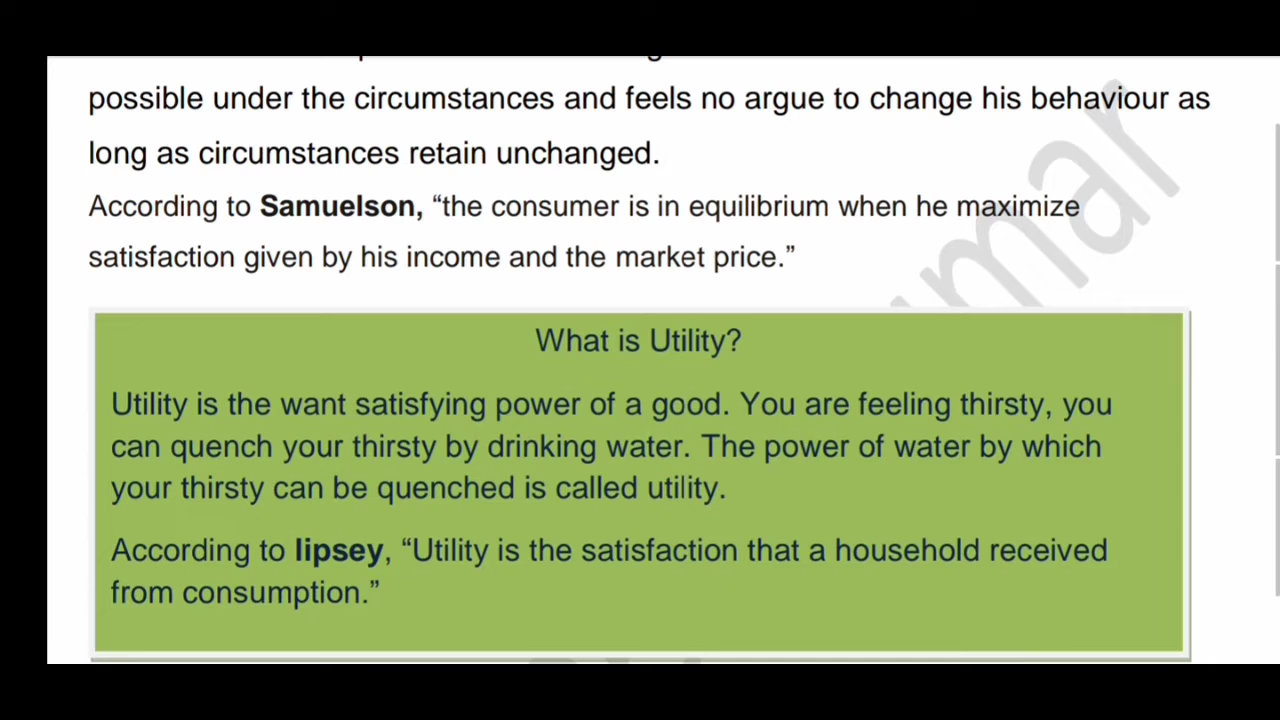 possible under the circumstances and feels no argue to change his behaviour as
long as circumstances retain unchanged.
According to Samuelson, “the consumer is in equilibrium when he maximize
satisfaction given by his income and the market price.”
What is Utility?
Utility is the want satisfying power of a good. You are feeling thirsty, you
can quench your thirsty by drinking water. The power of water by which
your thirsty can be quenched is called utility.
According to lipsey, “Utility is the satisfaction that a household received
from consumption.”